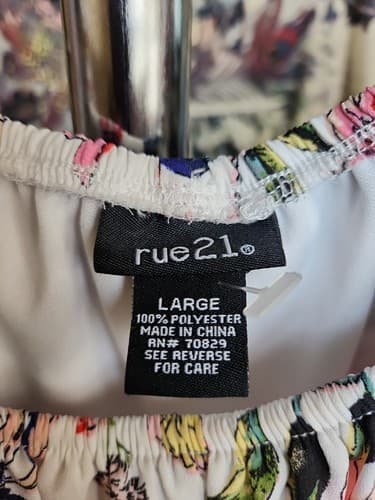 rue21®
LARGE
100% POLYESTER
MADE IN CHINA
RN# 70829
SEE REVERSE
FOR CARE